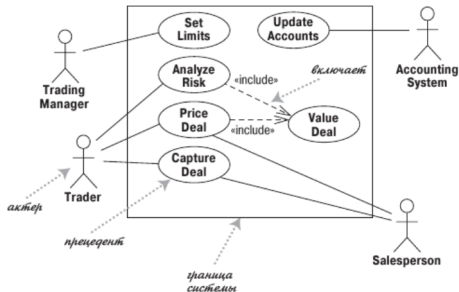 Set
Limits
Update
Accounts
Trading
Manager
Analyze
Risk
«include»
включает
Accounting
System
Price
Deal
«include»
Value
Deal
Capture
Deal
Trader
актер
прецедент
Salesperson
граница
системы